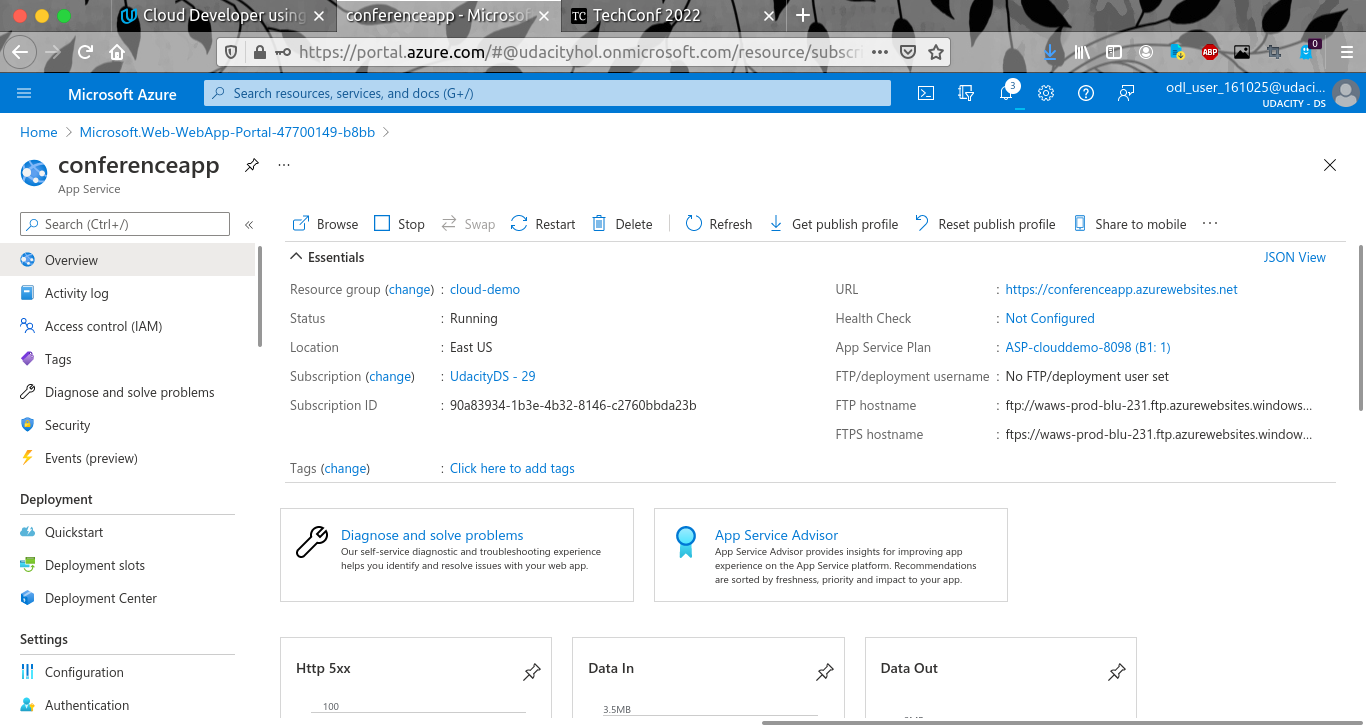 Cloud Developer using
conferenceapp - Microsof
TC TechConf 2022
https://portal.azure.com/#@udacityhol.onmicrosoft.com/resource/subscri
ABP
0
Microsoft Azure
Search resources, services, and docs (G+/)
3
odl_user_161025@udaci...
UDACITY - DS
Home > Microsoft.Web-WebApp-Portal-47700149-b8bb >
conferenceapp
...
App Service
Search (Ctrl+/)
«
Browse
Stop
Swap
Restart
Delete
Refresh
Get publish profile
Reset publish profile
Share to mobile
...
Overview
Activity log
Access control (IAM)
Tags
Diagnose and solve problems
Security
Events (preview)
Deployment
Quickstart
Deployment slots
Deployment Center
Settings
Configuration
Authentication
Essentials
JSON View
Resource group (change) : cloud-demo
Status : Running
Location : East US
Subscription (change) : UdacityDS - 29
Subscription ID : 90a83934-1b3e-4b32-8146-c2760bbda23b
Tags (change) : Click here to add tags
URL : https://conferenceapp.azurewebsites.net
Health Check : Not Configured
App Service Plan : ASP-clouddemo-8098 (B1: 1)
FTP/deployment username : No FTP/deployment user set
FTP hostname : ftp://waws-prod-blu-231.ftp.azurewebsites.windows...
FTPS hostname : ftps://waws-prod-blu-231.ftp.azurewebsites.window...
Diagnose and solve problems
Our self-service diagnostic and troubleshooting experience
helps you identify and resolve issues with your web app.
App Service Advisor
App Service Advisor provides insights for improving app
experience on the App Service platform. Recommendations
are sorted by freshness, priority and impact to your app.
Http 5xx
100
Data In
3.5MB
Data Out